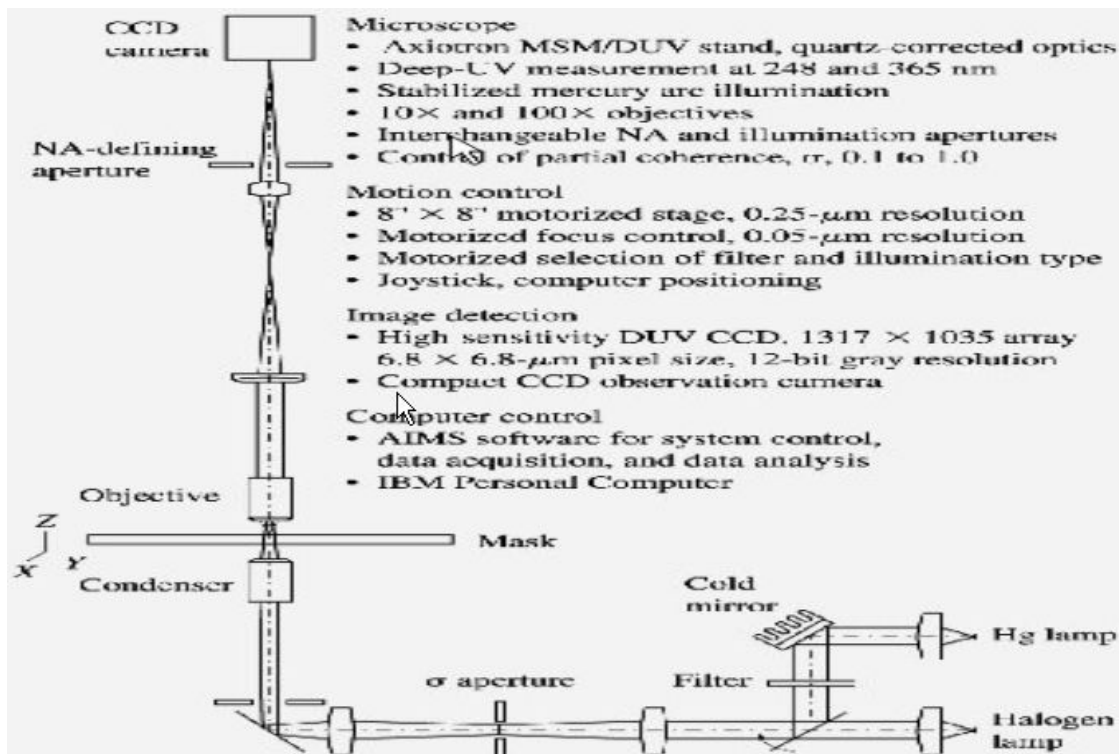 CCD
camera
NA-defining
aperture
Objective
Z
X
Y
Mask
Condenser
Cold
mirror
Hg lamp
σ aperture
Filter
Halogen
lamp
Microscope
• Axiotron MSM/DUV stand, quartz-corrected optics
• Deep-UV measurement at 248 and 365 nm
• Stabilized mercury arc illumination
• 10× and 100× objectives
• Interchangeable NA and illumination apertures
• Control of partial coherence, σ, 0.1 to 1.0
Motion control
• 8" × 8" motorized stage, 0.25-μm resolution
• Motorized focus control, 0.05-μm resolution
• Motorized selection of filter and illumination type
• Joystick, computer positioning
Image detection
• High sensitivity DUV CCD, 1317 × 1035 array
6.8 × 6.8-μm pixel size, 12-bit gray resolution
• Compact CCD observation camera
Computer control
• AIMS software for system control,
data acquisition, and data analysis
• IBM Personal Computer